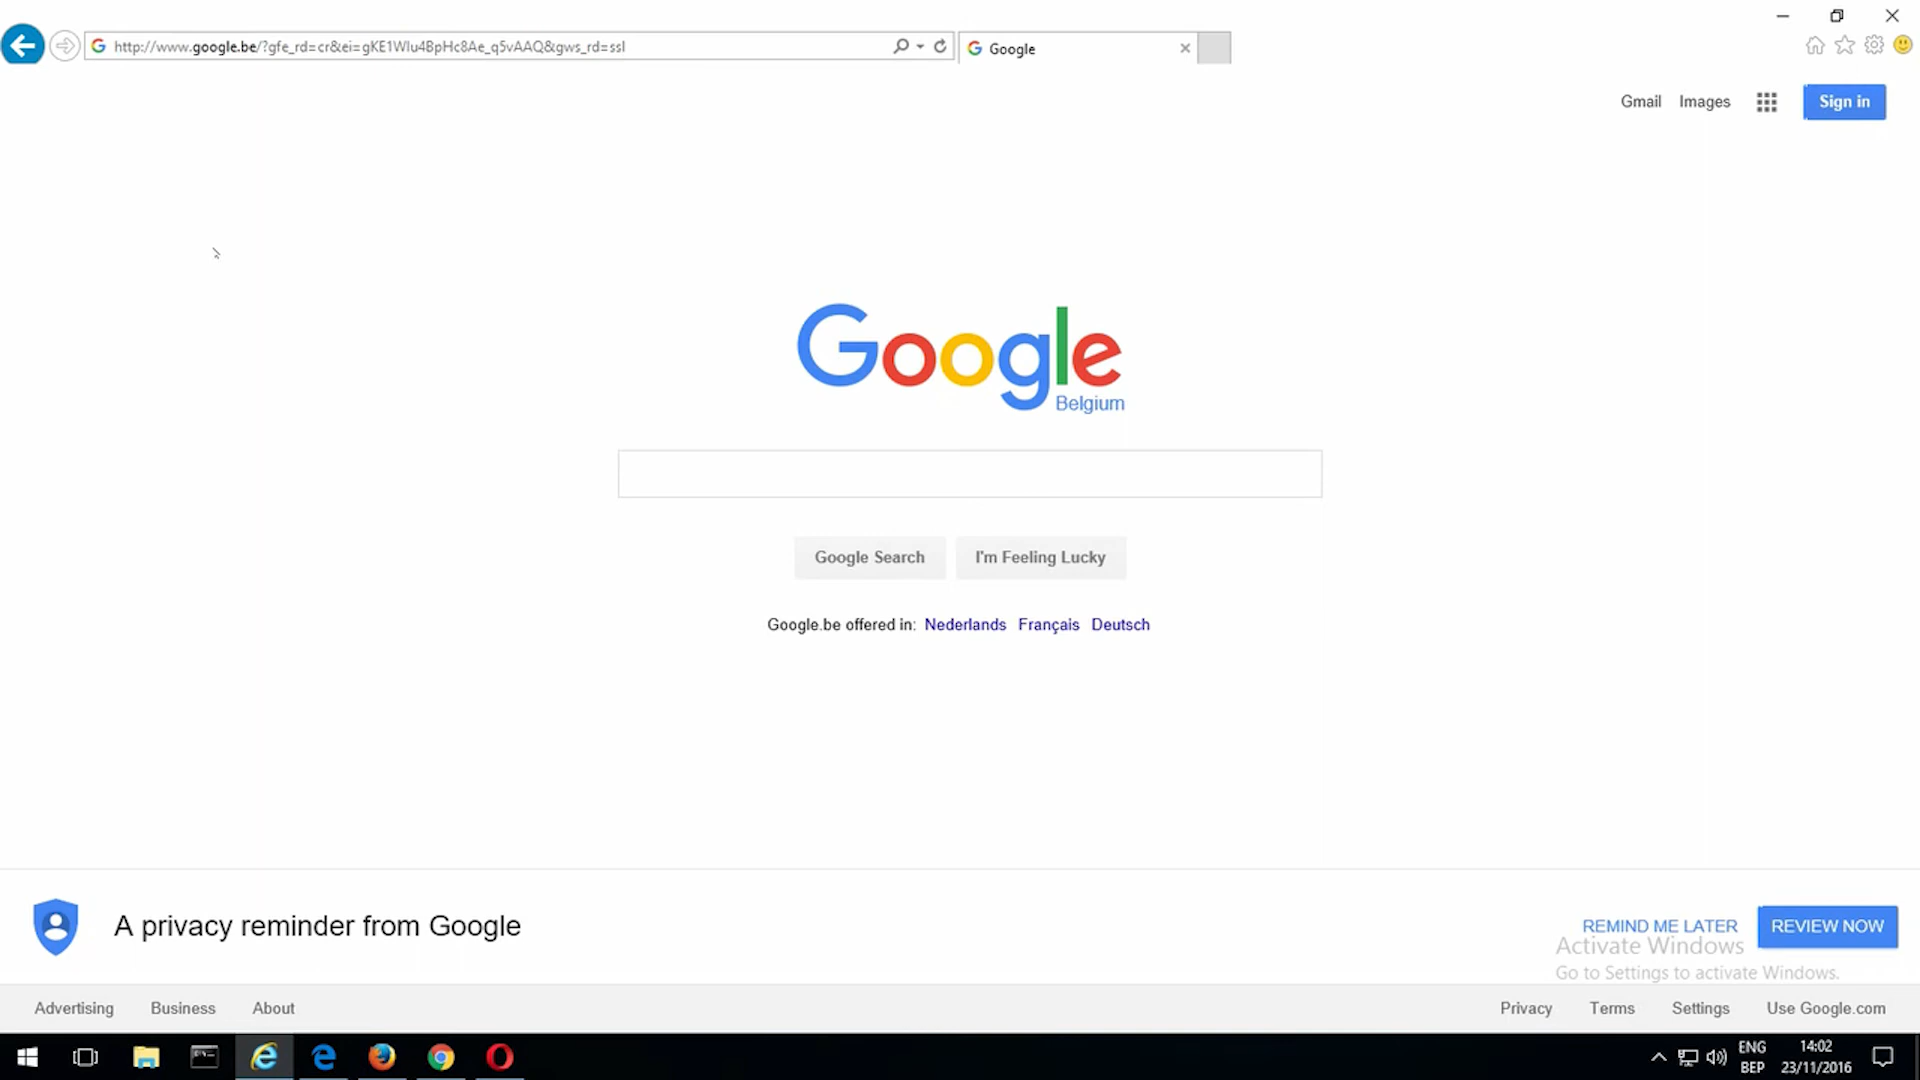 http://www.google.be/?gfe_rd=cr&ei=gKE1WIu4BpHc8Ae_q5vAAQ&gws_rd=ssl
Google
Gmail Images Sign in
Google
Belgium
Google Search I'm Feeling Lucky
Google.be offered in: Nederlands Français Deutsch
A privacy reminder from Google
REMIND ME LATER REVIEW NOW
Activate Windows
Go to Settings to activate Windows.
Advertising Business About Privacy Terms Settings Use Google.com
ENG 14:02
BEP 23/11/2016